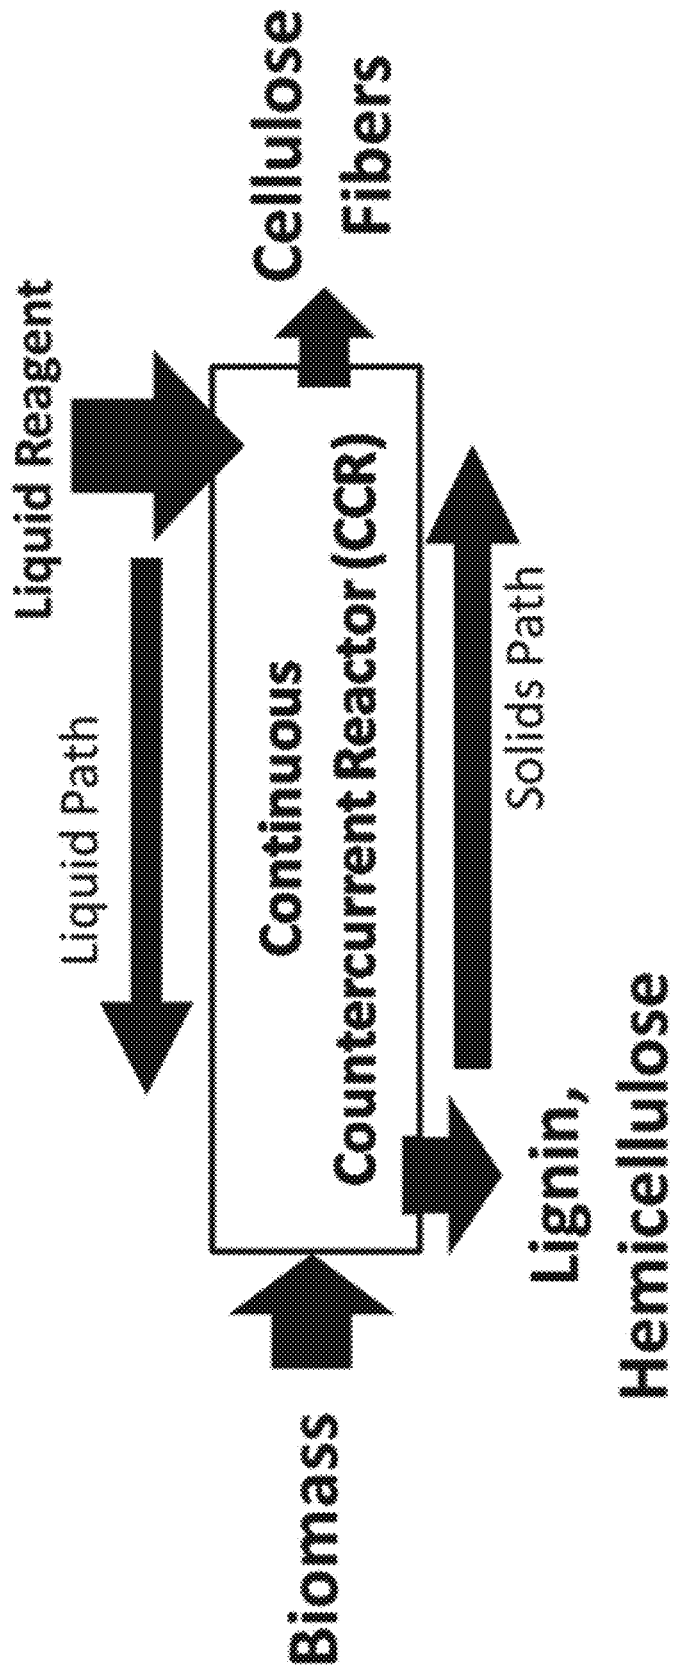 Liquid Reagent
Liquid Path
Cellulose
Fibers
Continuous
Countercurrent Reactor (CCR)
Biomass
Solids Path
Lignin,
Hemicellulose